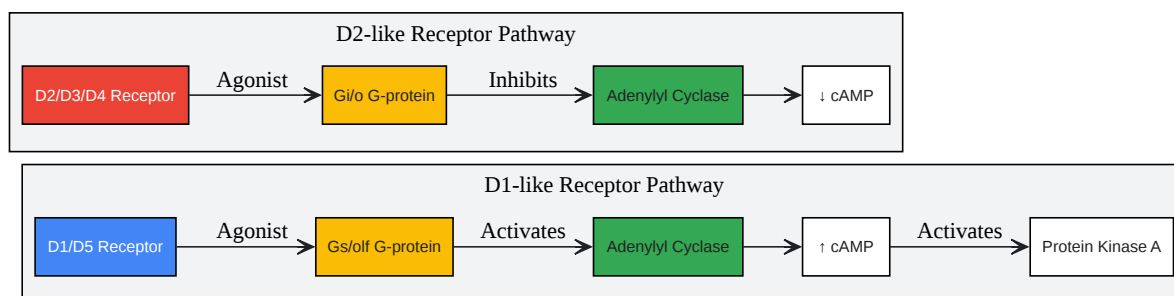 D2-like Receptor Pathway
D2/D3/D4 Receptor
Agonist
Gi/o G-protein
Inhibits
Adenylyl Cyclase
↓ cAMP
D1-like Receptor Pathway
D1/D5 Receptor
Agonist
Gs/olf G-protein
Activates
Adenylyl Cyclase
↑ cAMP
Activates
Protein Kinase A